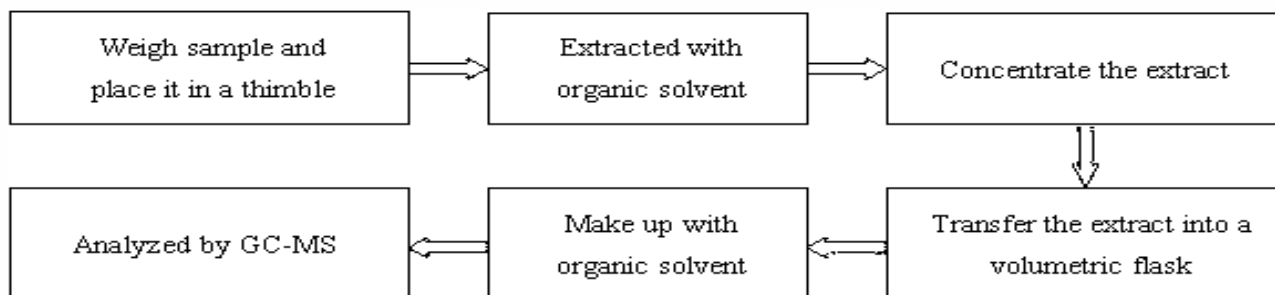 Weigh sample and
place it in a thimble
Extracted with
organic solvent
Concentrate the extract
Transfer the extract into a
volumetric flask
Make up with
organic solvent
Analyzed by GC-MS